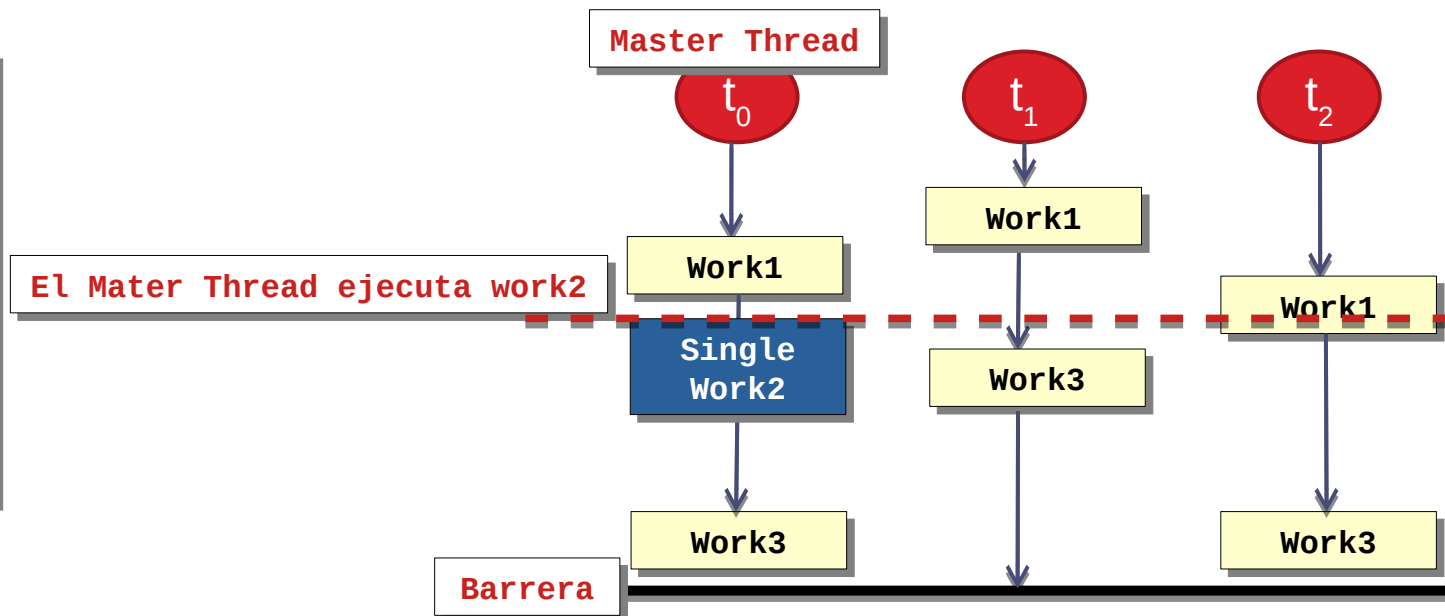 Master Thread
t0
t1
t2
Work1
Work1
El Mater Thread ejecuta work2
Work1
Single
Work2
Work3
Work3
Work3
Barrera